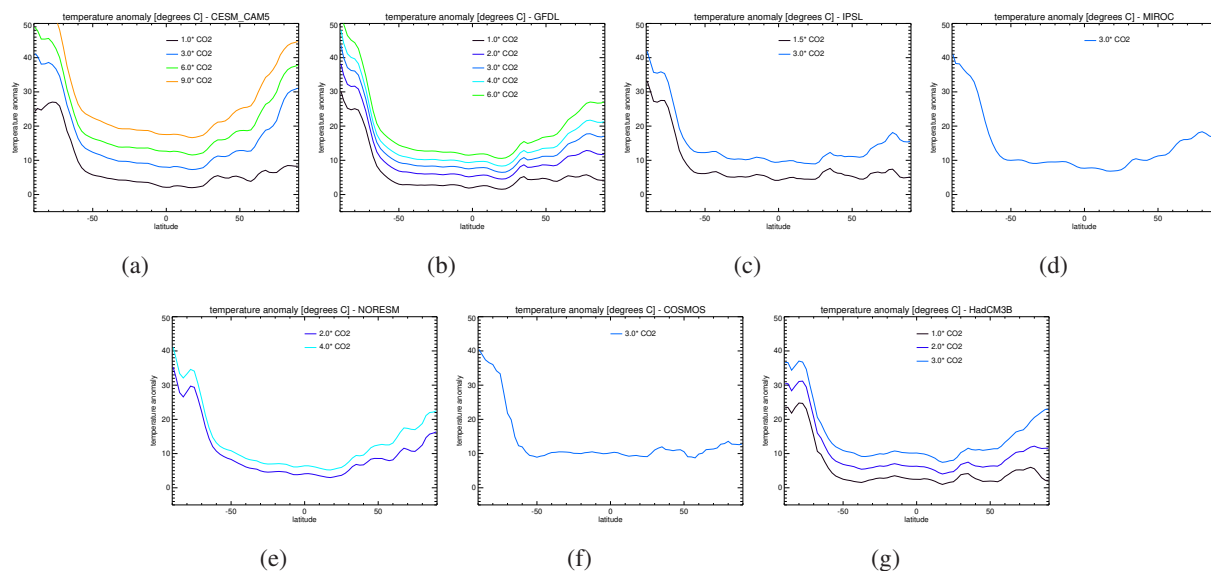 temperature anomaly [degrees C] - CESM_CAM5
50
40
30
20
10
0
temperature anomaly
1.0* CO2
3.0* CO2
6.0* CO2
9.0* CO2
-50
0
50
latitude
(a)
temperature anomaly [degrees C] - GFDL
50
40
30
20
10
0
temperature anomaly
1.0* CO2
2.0* CO2
3.0* CO2
4.0* CO2
6.0* CO2
-50
0
50
latitude
(b)
temperature anomaly [degrees C] - IPSL
50
40
30
20
10
0
temperature anomaly
1.5* CO2
3.0* CO2
-50
0
50
latitude
(c)
temperature anomaly [degrees C] - MIROC
50
40
30
20
10
0
temperature anomaly
3.0* CO2
-50
0
50
latitude
(d)
temperature anomaly [degrees C] - NORESM
50
40
30
20
10
0
temperature anomaly
2.0* CO2
4.0* CO2
-50
0
50
latitude
(e)
temperature anomaly [degrees C] - COSMOS
50
40
30
20
10
0
temperature anomaly
3.0* CO2
-50
0
50
latitude
(f)
temperature anomaly [degrees C] - HadCM3B
50
40
30
20
10
0
temperature anomaly
1.0* CO2
2.0* CO2
3.0* CO2
-50
0
50
latitude
(g)